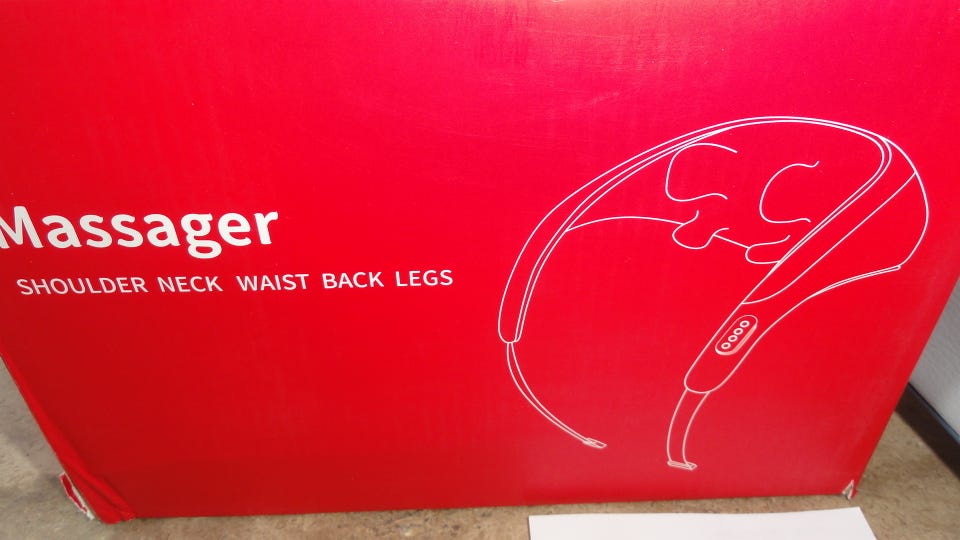 Massager
SHOULDER NECK WAIST BACK LEGS